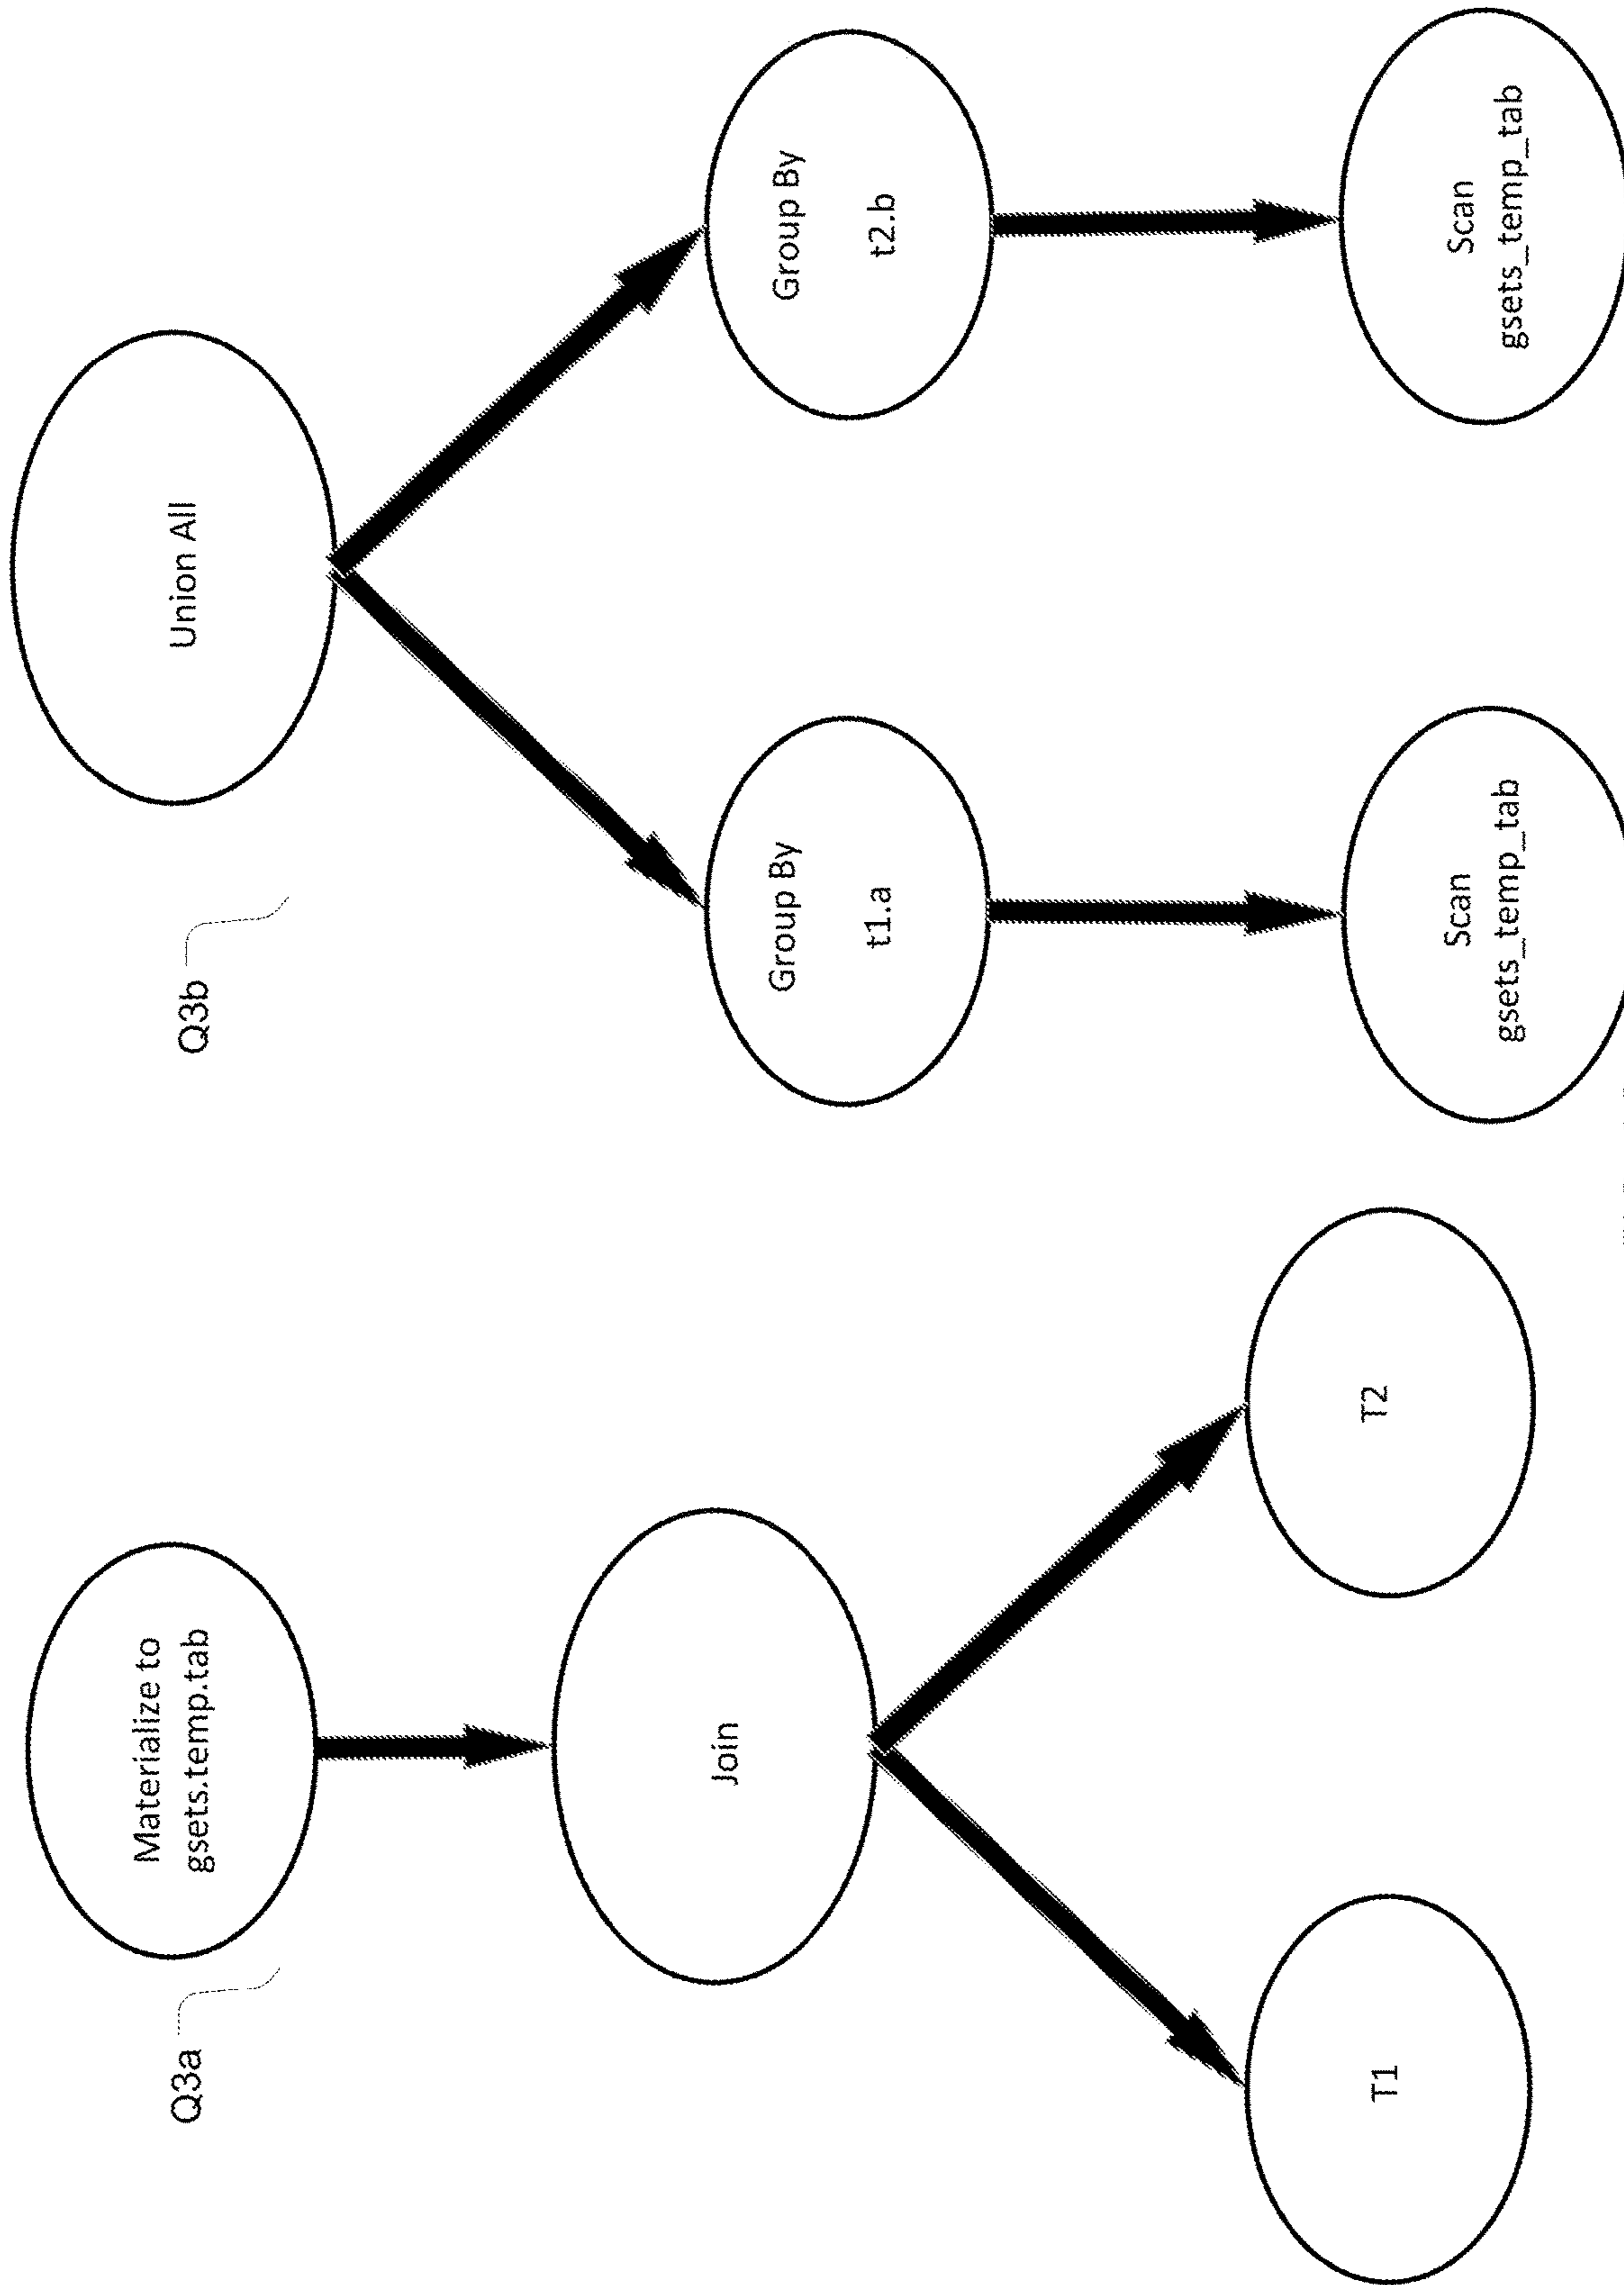 Q3a
Materialize to
gsets.temp.tab
Join
T1
T2
Q3b
Union All
Group By
t1.a
Group By
t2.b
Scan
gsets_temp_tab
Scan
gsets_temp_tab